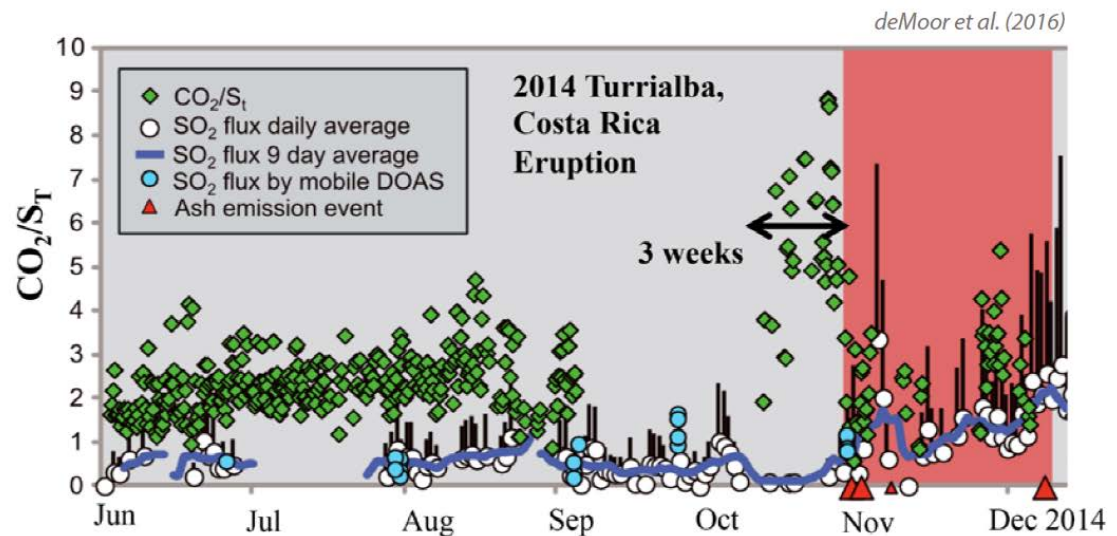 deMoor et al. (2016)
10
9
8
7
6
5
4
3
2
1
0
CO₂/S_T
CO₂/Sₜ
SO₂ flux daily average
SO₂ flux 9 day average
SO₂ flux by mobile DOAS
Ash emission event
2014 Turrialba,
Costa Rica
Eruption
3 weeks
Jun Jul Aug Sep Oct Nov Dec 2014